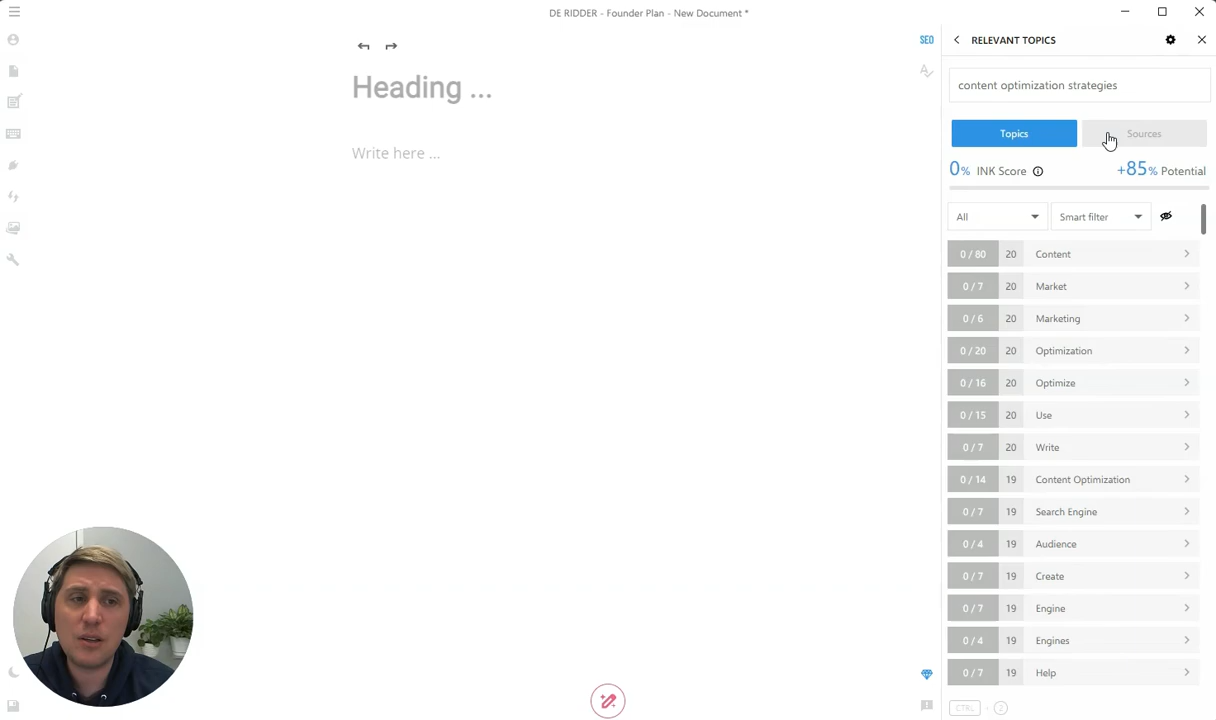 DE RIDDER - Founder Plan - New Document *
SEO
RELEVANT TOPICS
Heading ...
Write here ...
content optimization strategies
Topics
Sources
0% INK Score
+85% Potential
All
Smart filter
0 / 80 20 Content
0 / 7 20 Market
0 / 6 20 Marketing
0 / 20 20 Optimization
0 / 16 20 Optimize
0 / 15 20 Use
0 / 7 20 Write
0 / 14 19 Content Optimization
0 / 7 19 Search Engine
0 / 4 19 Audience
0 / 7 19 Create
0 / 7 19 Engine
0 / 4 19 Engines
0 / 7 19 Help
CTRL + 2